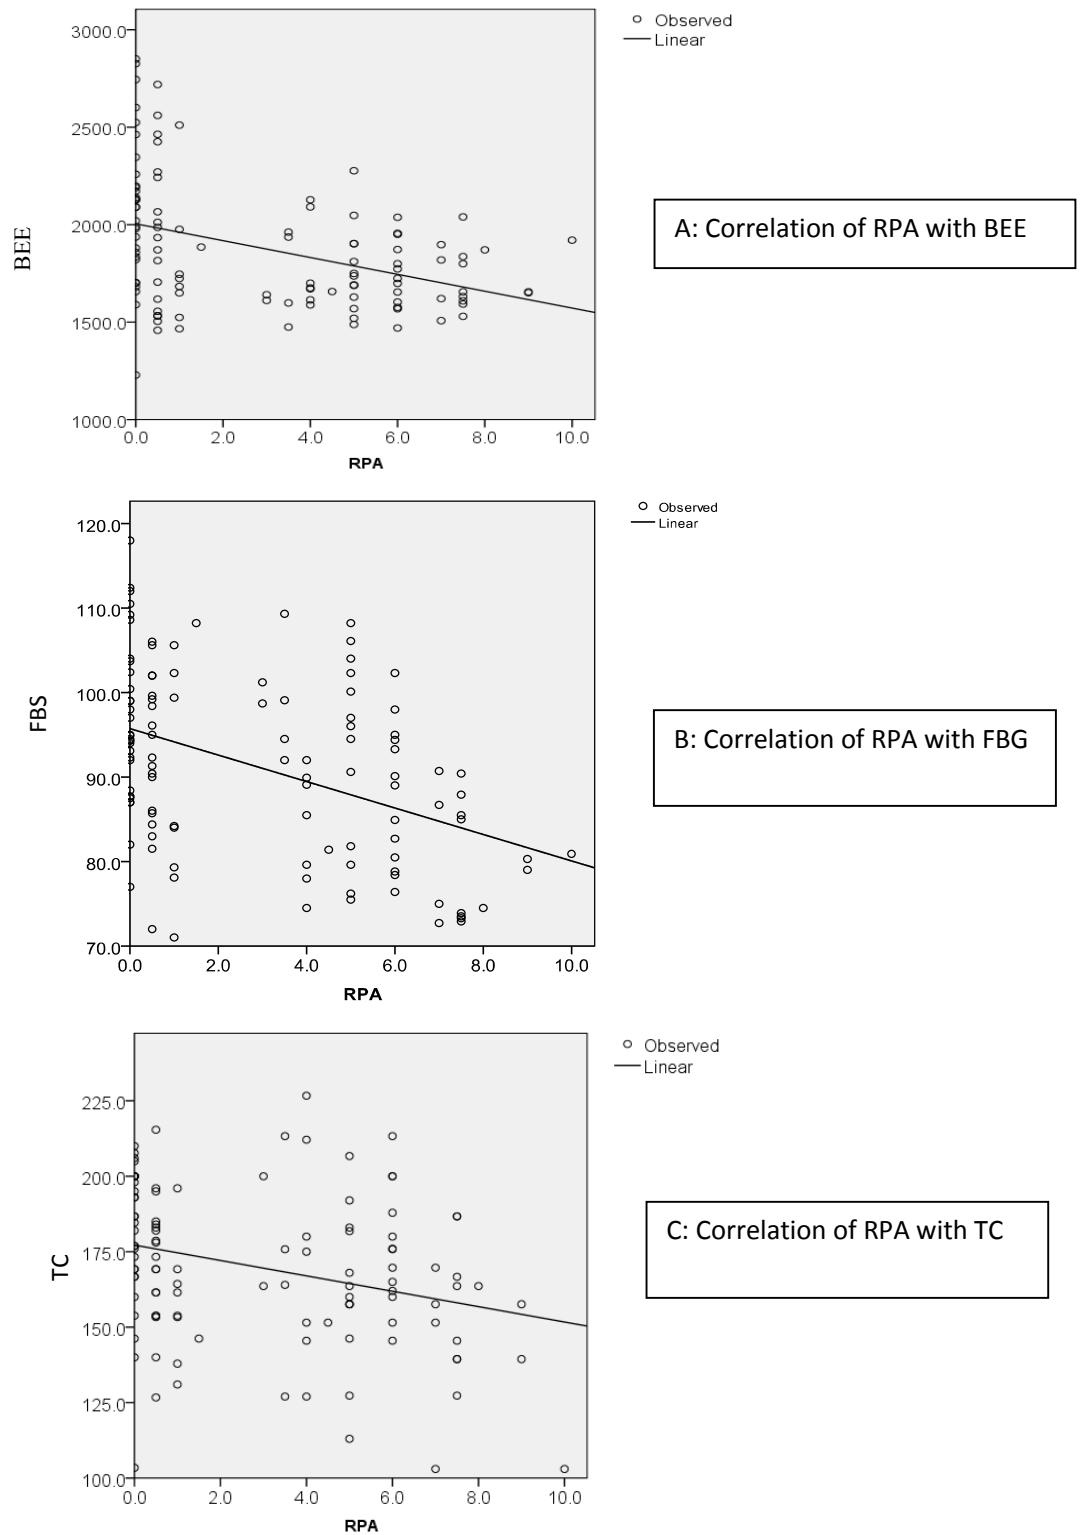 3000.0
2500.0
2000.0
1500.0
1000.0
BEE
0.0 2.0 4.0 6.0 8.0 10.0
RPA
Observed
Linear
A: Correlation of RPA with BEE
120.0
110.0
100.0
90.0
80.0
70.0
FBS
0.0 2.0 4.0 6.0 8.0 10.0
RPA
Observed
Linear
B: Correlation of RPA with FBG
225.0
200.0
175.0
150.0
125.0
100.0
TC
0.0 2.0 4.0 6.0 8.0 10.0
RPA
Observed
Linear
C: Correlation of RPA with TC